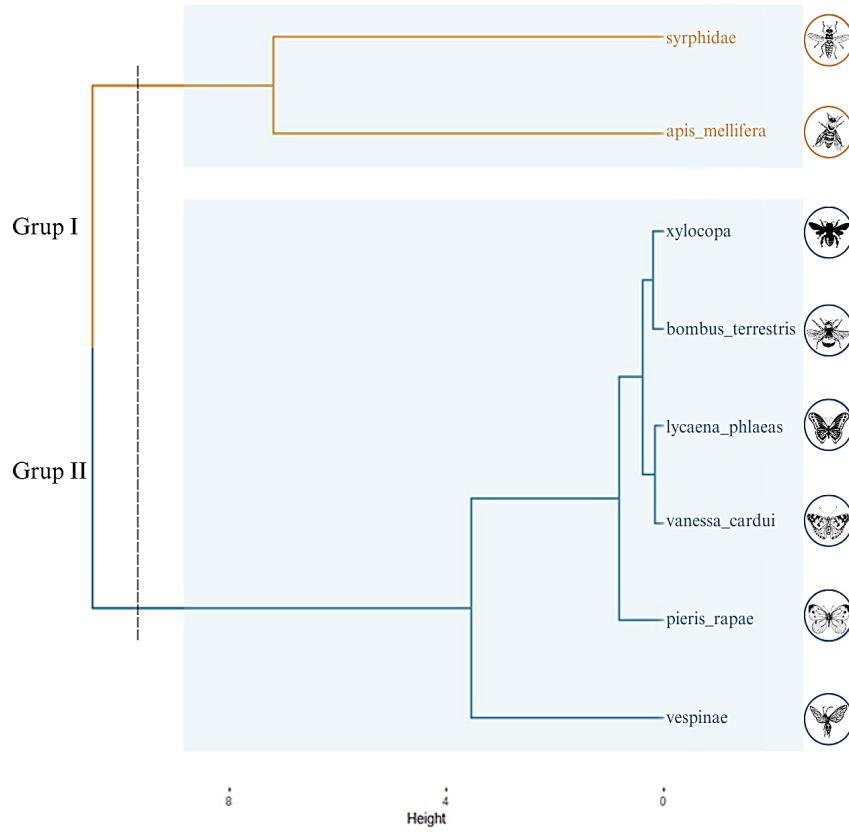 syrphidae
apis_mellifera
Grup I
xylocopa
bombus_terrestris
lycaena_phlaeas
Grup II
vanessa_cardui
pieris_rapae
vespinae
8 4 0
Height